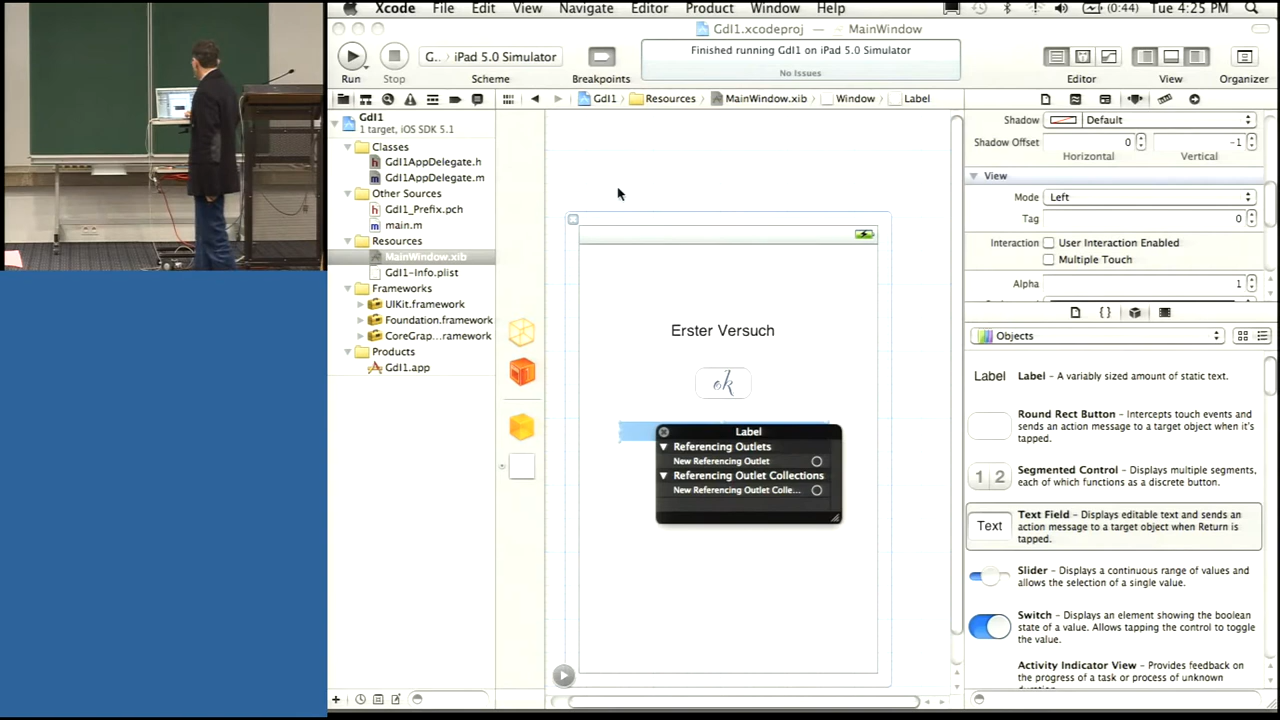 Xcode File Edit View Navigate Editor Product Window Help (0:44) Tue 4:25 PM
GdI1.xcodeproj — MainWindow
Run Stop G.. › iPad 5.0 Simulator Scheme Breakpoints
Finished running GdI1 on iPad 5.0 Simulator
No Issues
Editor View Organizer
GdI1 › Resources › MainWindow.xib › Window › Label
GdI1
1 target, iOS SDK 5.1
Classes
GdI1AppDelegate.h
GdI1AppDelegate.m
Other Sources
GdI1_Prefix.pch
main.m
Resources
MainWindow.xib
GdI1-Info.plist
Frameworks
UIKit.framework
Foundation.framework
CoreGrap...ramework
Products
GdI1.app
Erster Versuch
ok
Label
Referencing Outlets
New Referencing Outlet
Referencing Outlet Collections
New Referencing Outlet Colle...
Shadow Default
Shadow Offset 0 -1
Horizontal Vertical
View
Mode Left
Tag 0
Interaction User Interaction Enabled
Multiple Touch
Alpha 1
Objects
Label Label – A variably sized amount of static text.
Round Rect Button – Intercepts touch events and
sends an action message to a target object when it's
tapped.
1 2 Segmented Control – Displays multiple segments,
each of which functions as a discrete button.
Text Text Field – Displays editable text and sends an
action message to a target object when Return is
tapped.
Slider – Displays a continuous range of values and
allows the selection of a single value.
Switch – Displays an element showing the boolean
state of a value. Allows tapping the control to toggle
the value.
Activity Indicator View – Provides feedback on
the progress of a task or process of unknown